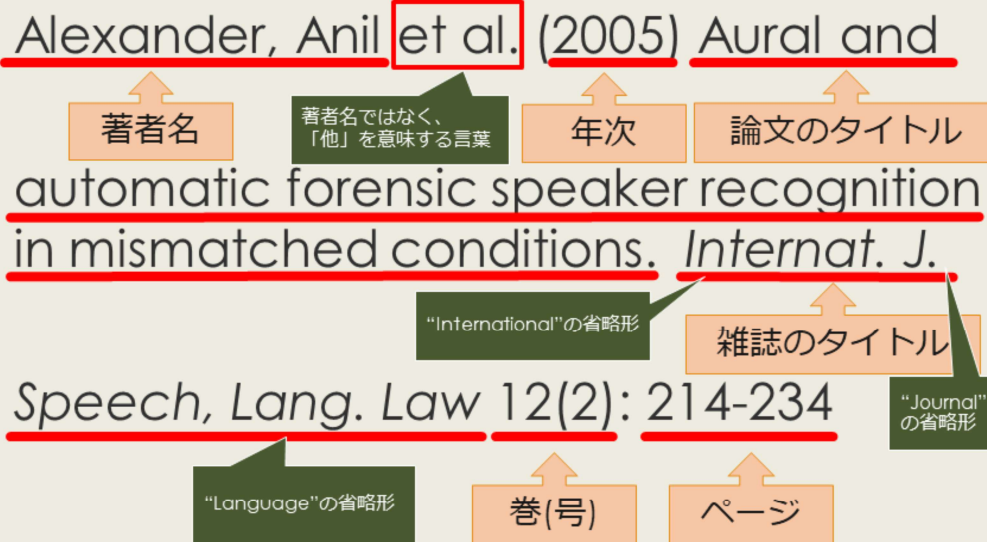 Alexander, Anil et al. (2005) Aural and
著者名
著者名ではなく、
「他」を意味する言葉
年次
論文のタイトル
automatic forensic speaker recognition
in mismatched conditions. Internat. J.
“International”の省略形
雑誌のタイトル
“Journal”
の省略形
Speech, Lang. Law 12(2): 214-234
“Language”の省略形
巻(号)
ページ